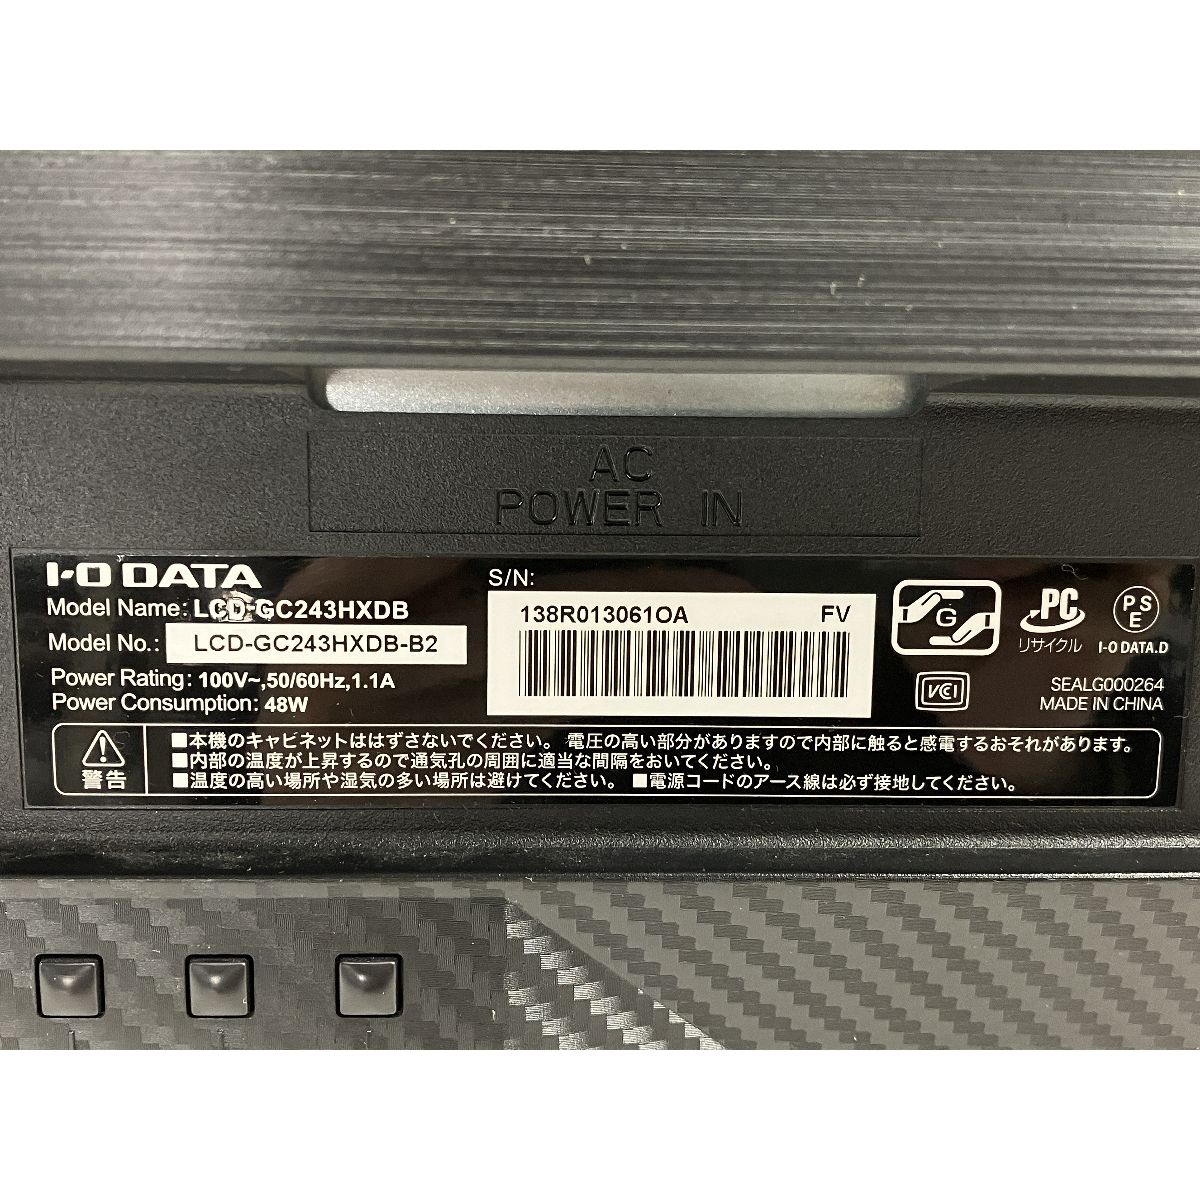 AC
POWER IN
I-O DATA
Model Name: LCD-GC243HXDB
Model No.: LCD-GC243HXDB-B2
Power Rating: 100V~,50/60Hz,1.1A
Power Consumption: 48W
S/N:
138R013061OA FV
G
PC
リサイクル
PSE
I-O DATA.D
VCI
SEALG000264
MADE IN CHINA
警告
■本機のキャビネットははずさないでください。 電圧の高い部分がありますので内部に触ると感電するおそれがあります。
■内部の温度が上昇するので通気孔の周囲に適当な間隔をおいてください。
■温度の高い場所や湿気の多い場所は避けてください。 ■電源コードのアース線は必ず接地してください。